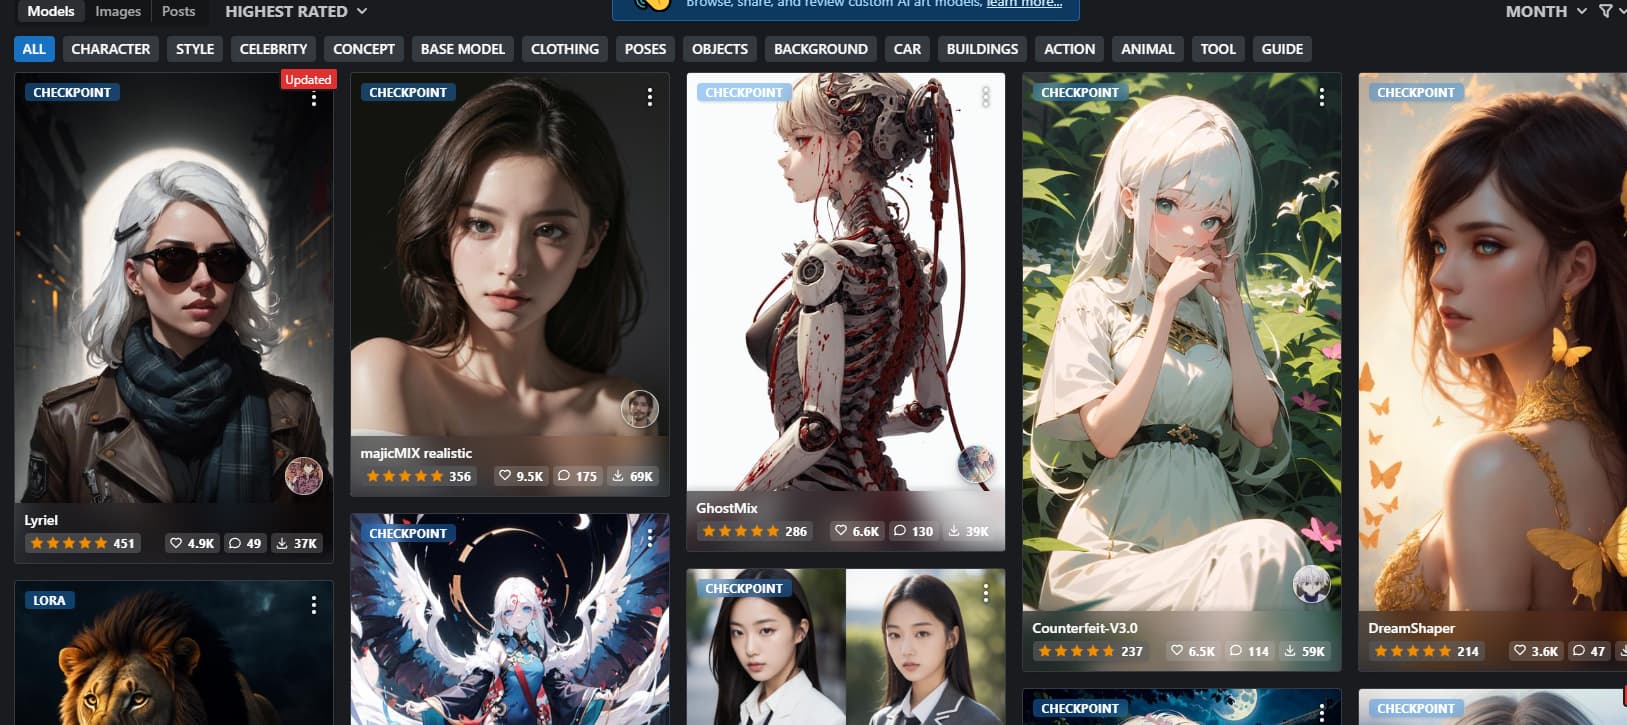 Models Images Posts HIGHEST RATED
Browse, share, and review custom AI art models, learn more...
MONTH
ALL CHARACTER STYLE CELEBRITY CONCEPT BASE MODEL CLOTHING POSES OBJECTS BACKGROUND CAR BUILDINGS ACTION ANIMAL TOOL GUIDE
CHECKPOINT
Updated
Lyriel
451 4.9K 49 37K
LORA
CHECKPOINT
majicMIX realistic
356 9.5K 175 69K
CHECKPOINT
CHECKPOINT
GhostMix
286 6.6K 130 39K
CHECKPOINT
CHECKPOINT
Counterfeit-V3.0
237 6.5K 114 59K
CHECKPOINT
CHECKPOINT
DreamShaper
214 3.6K 47
CHECKPOINT